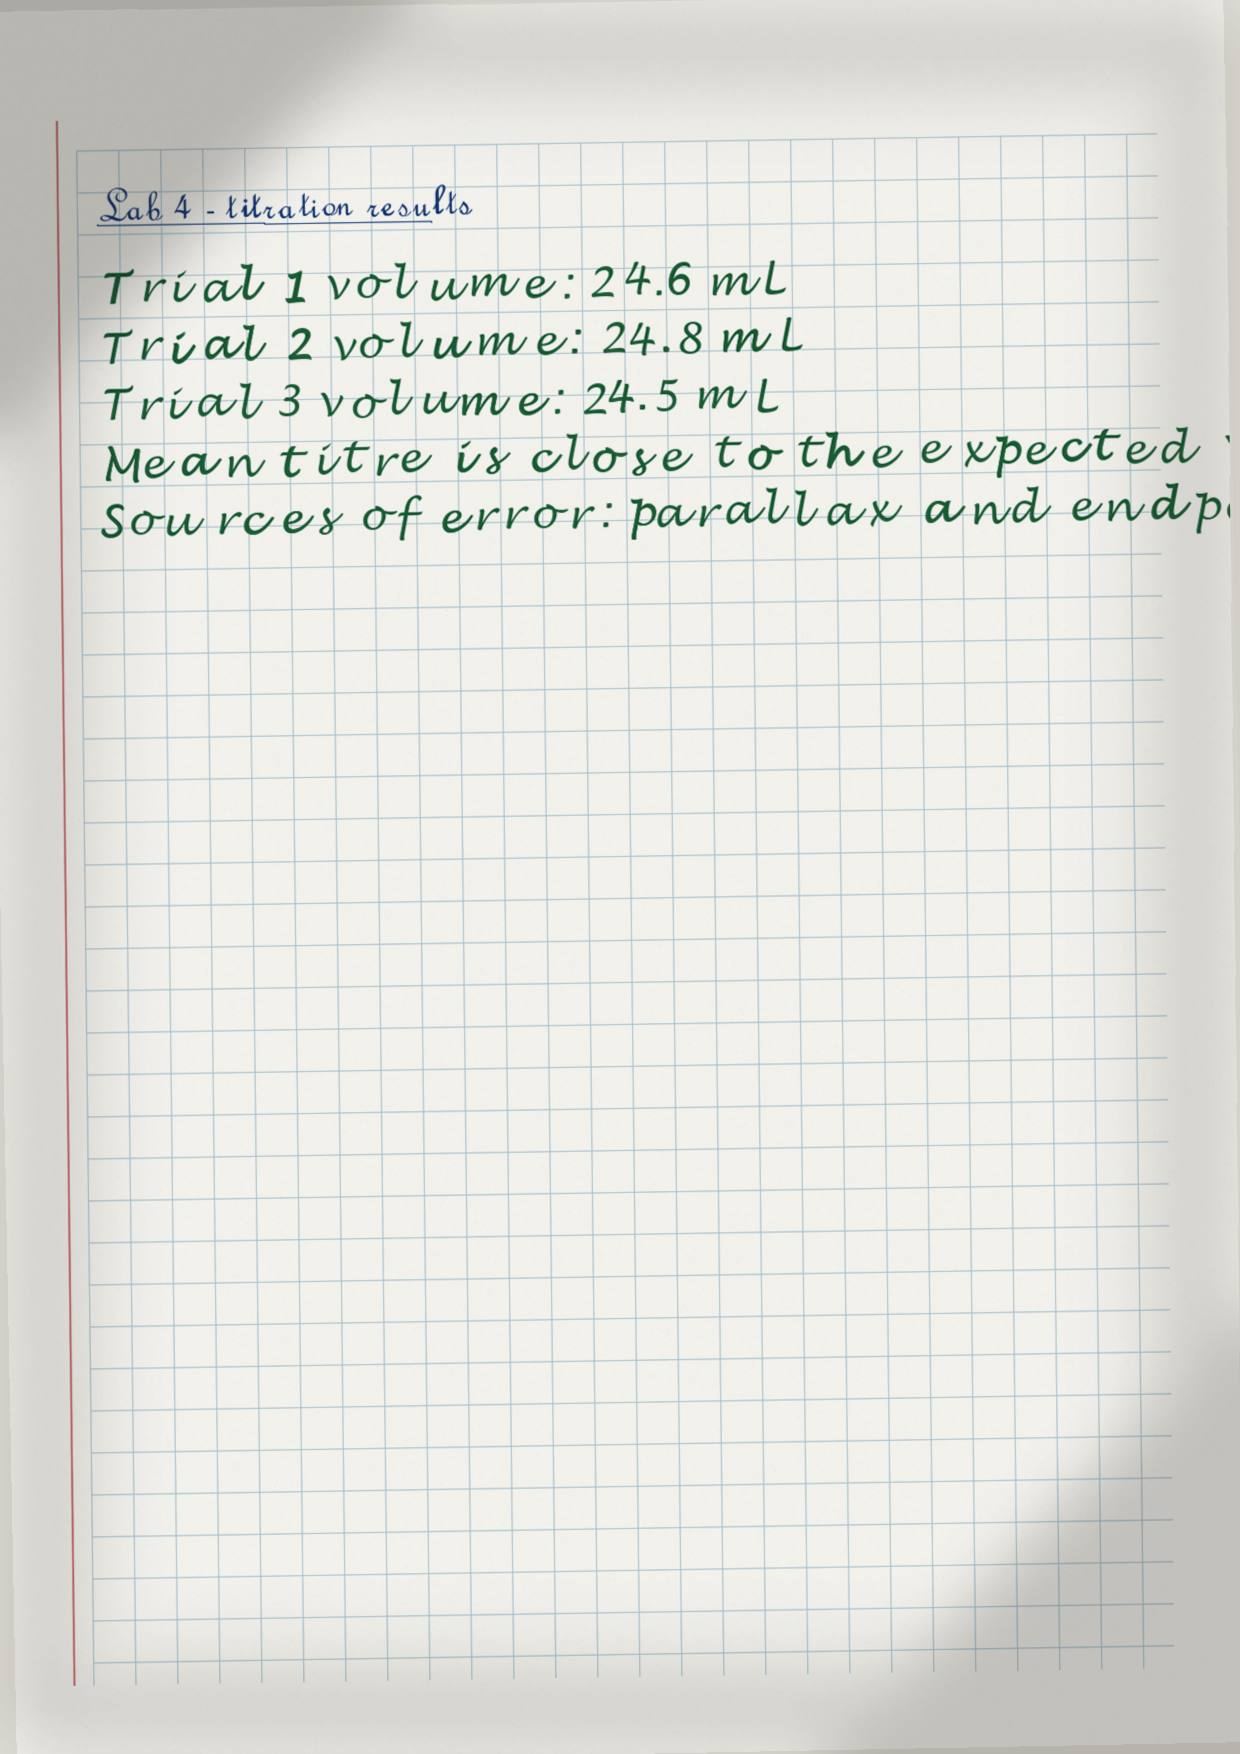 Lab 4 - titration results
Trial 1 volume: 24.6 mL
Trial 2 volume: 24.8 mL
Trial 3 volume: 24.5 mL
Mean titre is close to the expected
Sources of error: parallax and